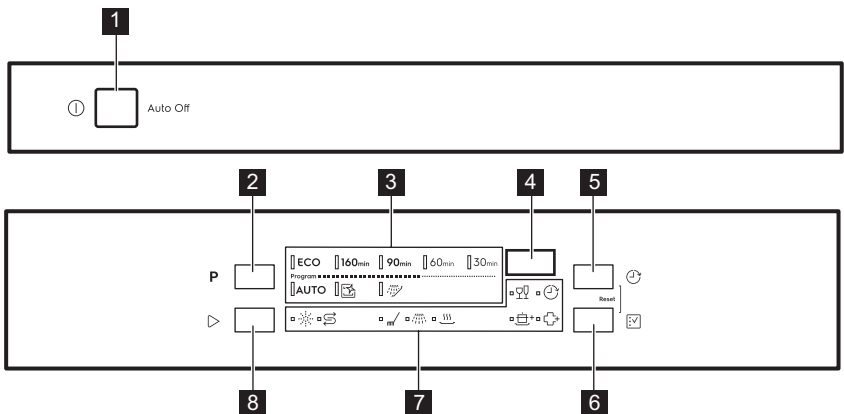 1
Auto Off
2 3 4 5
ECO 160min 90min 60min 30min
P
Program
AUTO
Reset
8 7 6